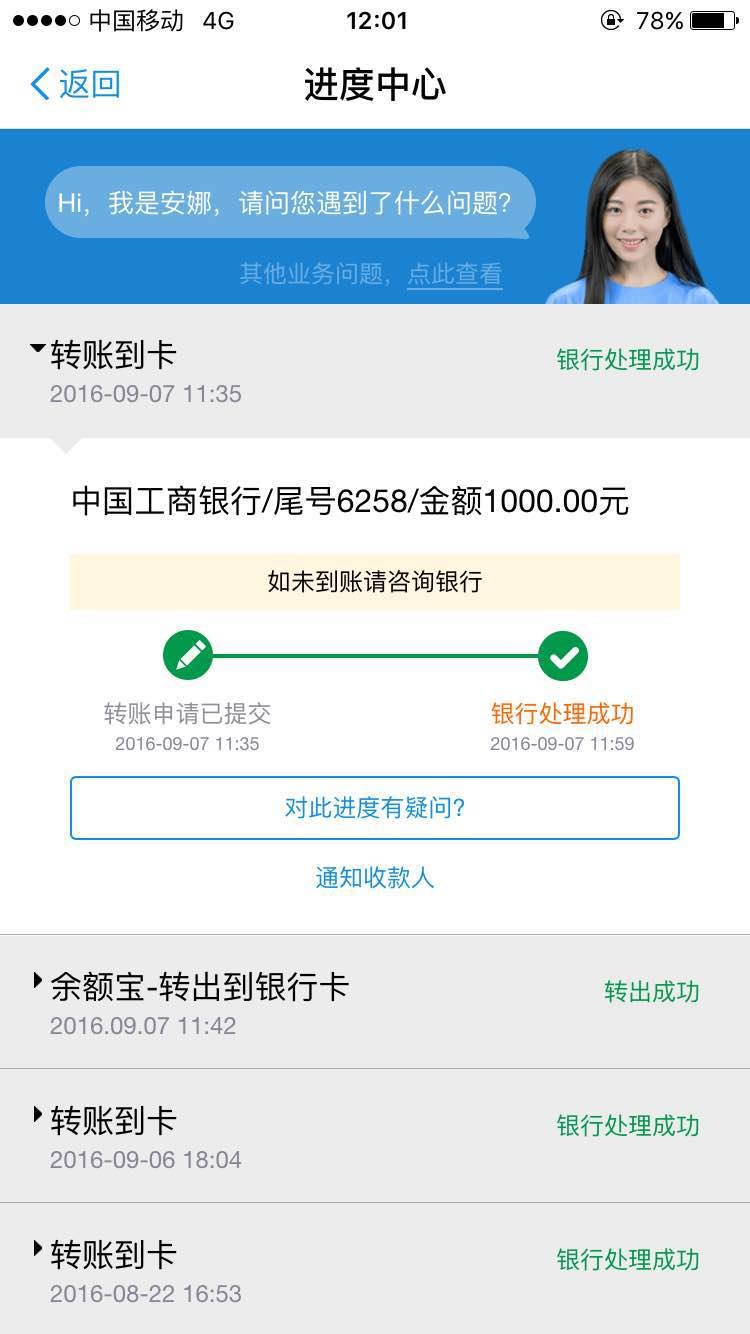 中国移动 4G 12:01 78%
返回 进度中心
Hi，我是安娜，请问您遇到了什么问题？
其他业务问题，点此查看
转账到卡 银行处理成功
2016-09-07 11:35
中国工商银行/尾号6258/金额1000.00元
如未到账请咨询银行
转账申请已提交 银行处理成功
2016-09-07 11:35 2016-09-07 11:59
对此进度有疑问？
通知收款人
余额宝-转出到银行卡 转出成功
2016.09.07 11:42
转账到卡 银行处理成功
2016-09-06 18:04
转账到卡 银行处理成功
2016-08-22 16:53